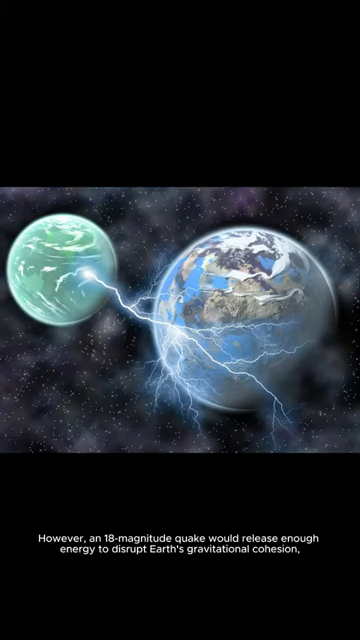 However, an 18-magnitude quake would release enough
energy to disrupt Earth's gravitational cohesion,